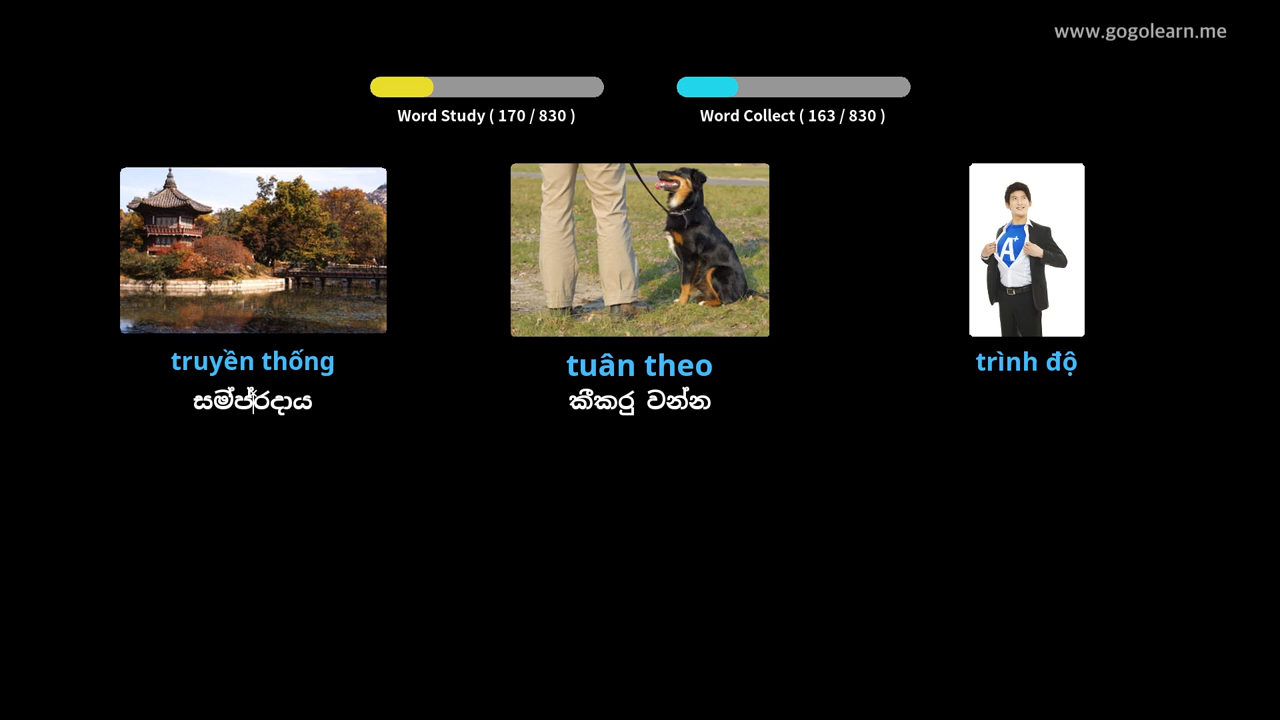 www.gogolearn.me
Word Study ( 170 / 830 )
Word Collect ( 163 / 830 )
A+
truyền thống
tuân theo
trình độ
සම්ප්‍රදාය
කීකරු වන්න